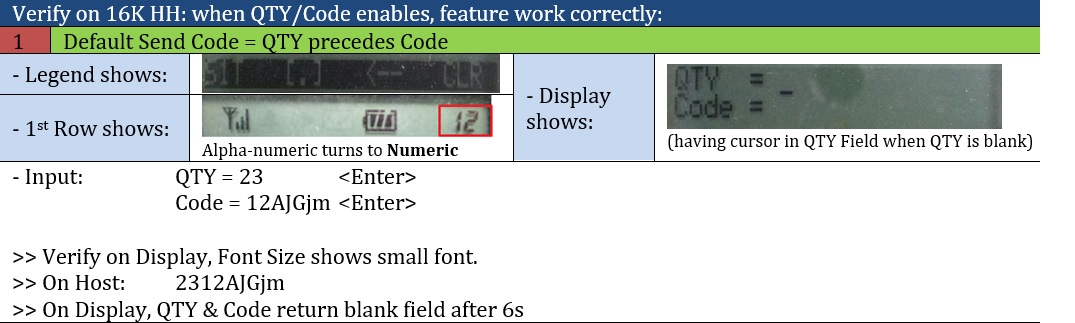 Verify on 16K HH: when QTY/Code enables, feature work correctly:
1 Default Send Code = QTY precedes Code
- Legend shows:
[.] <-- CLR
- 1st Row shows:
12
Alpha-numeric turns to Numeric
- Display shows:
QTY =
Code =
(having cursor in QTY Field when QTY is blank)
- Input: QTY = 23 <Enter>
Code = 12AJGjm <Enter>
>> Verify on Display, Font Size shows small font.
>> On Host: 2312AJGjm
>> On Display, QTY & Code return blank field after 6s